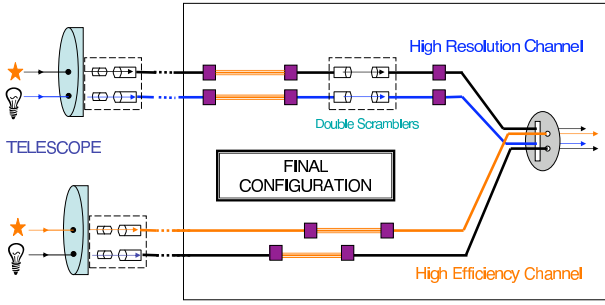 High Resolution Channel
Double Scramblers
TELESCOPE
FINAL
CONFIGURATION
High Efficiency Channel